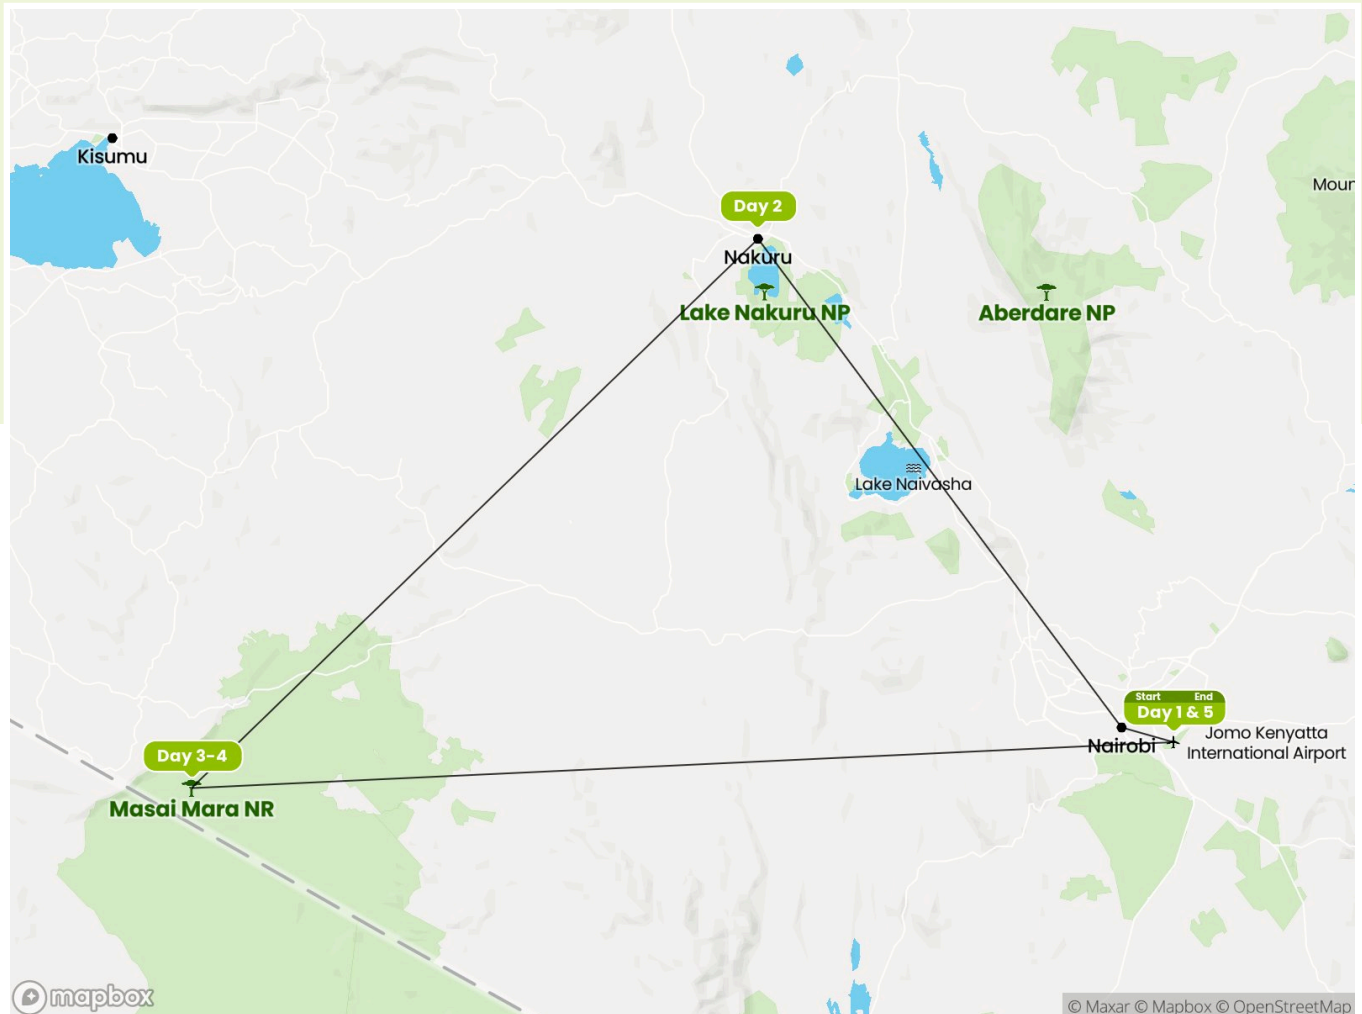 Kisumu
Moun
Day 2
Nakuru
Lake Nakuru NP
Aberdare NP
Lake Naivasha
Start End
Day 1 & 5
Nairobi
Jomo Kenyatta
International Airport
Day 3-4
Masai Mara NR
mapbox
© Maxar © Mapbox © OpenStreetMap